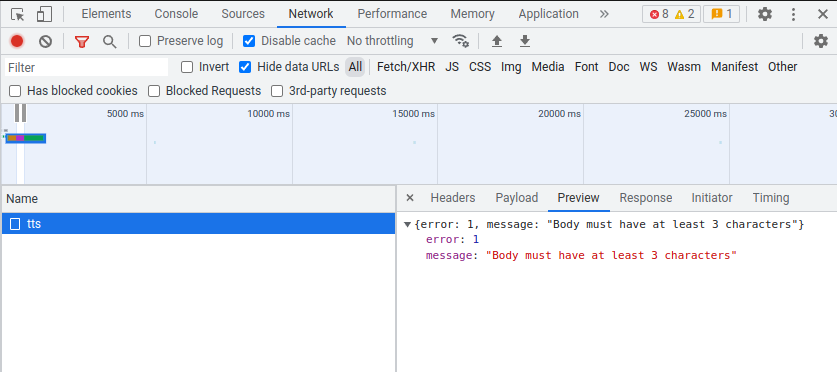 Elements Console Sources Network Performance Memory Application » 8 2 1
Preserve log Disable cache No throttling
Filter Invert Hide data URLs All Fetch/XHR JS CSS Img Media Font Doc WS Wasm Manifest Other
Has blocked cookies Blocked Requests 3rd-party requests
5000 ms 10000 ms 15000 ms 20000 ms 25000 ms 30
Name Headers Payload Preview Response Initiator Timing
tts
{error: 1, message: "Body must have at least 3 characters"}
error: 1
message: "Body must have at least 3 characters"